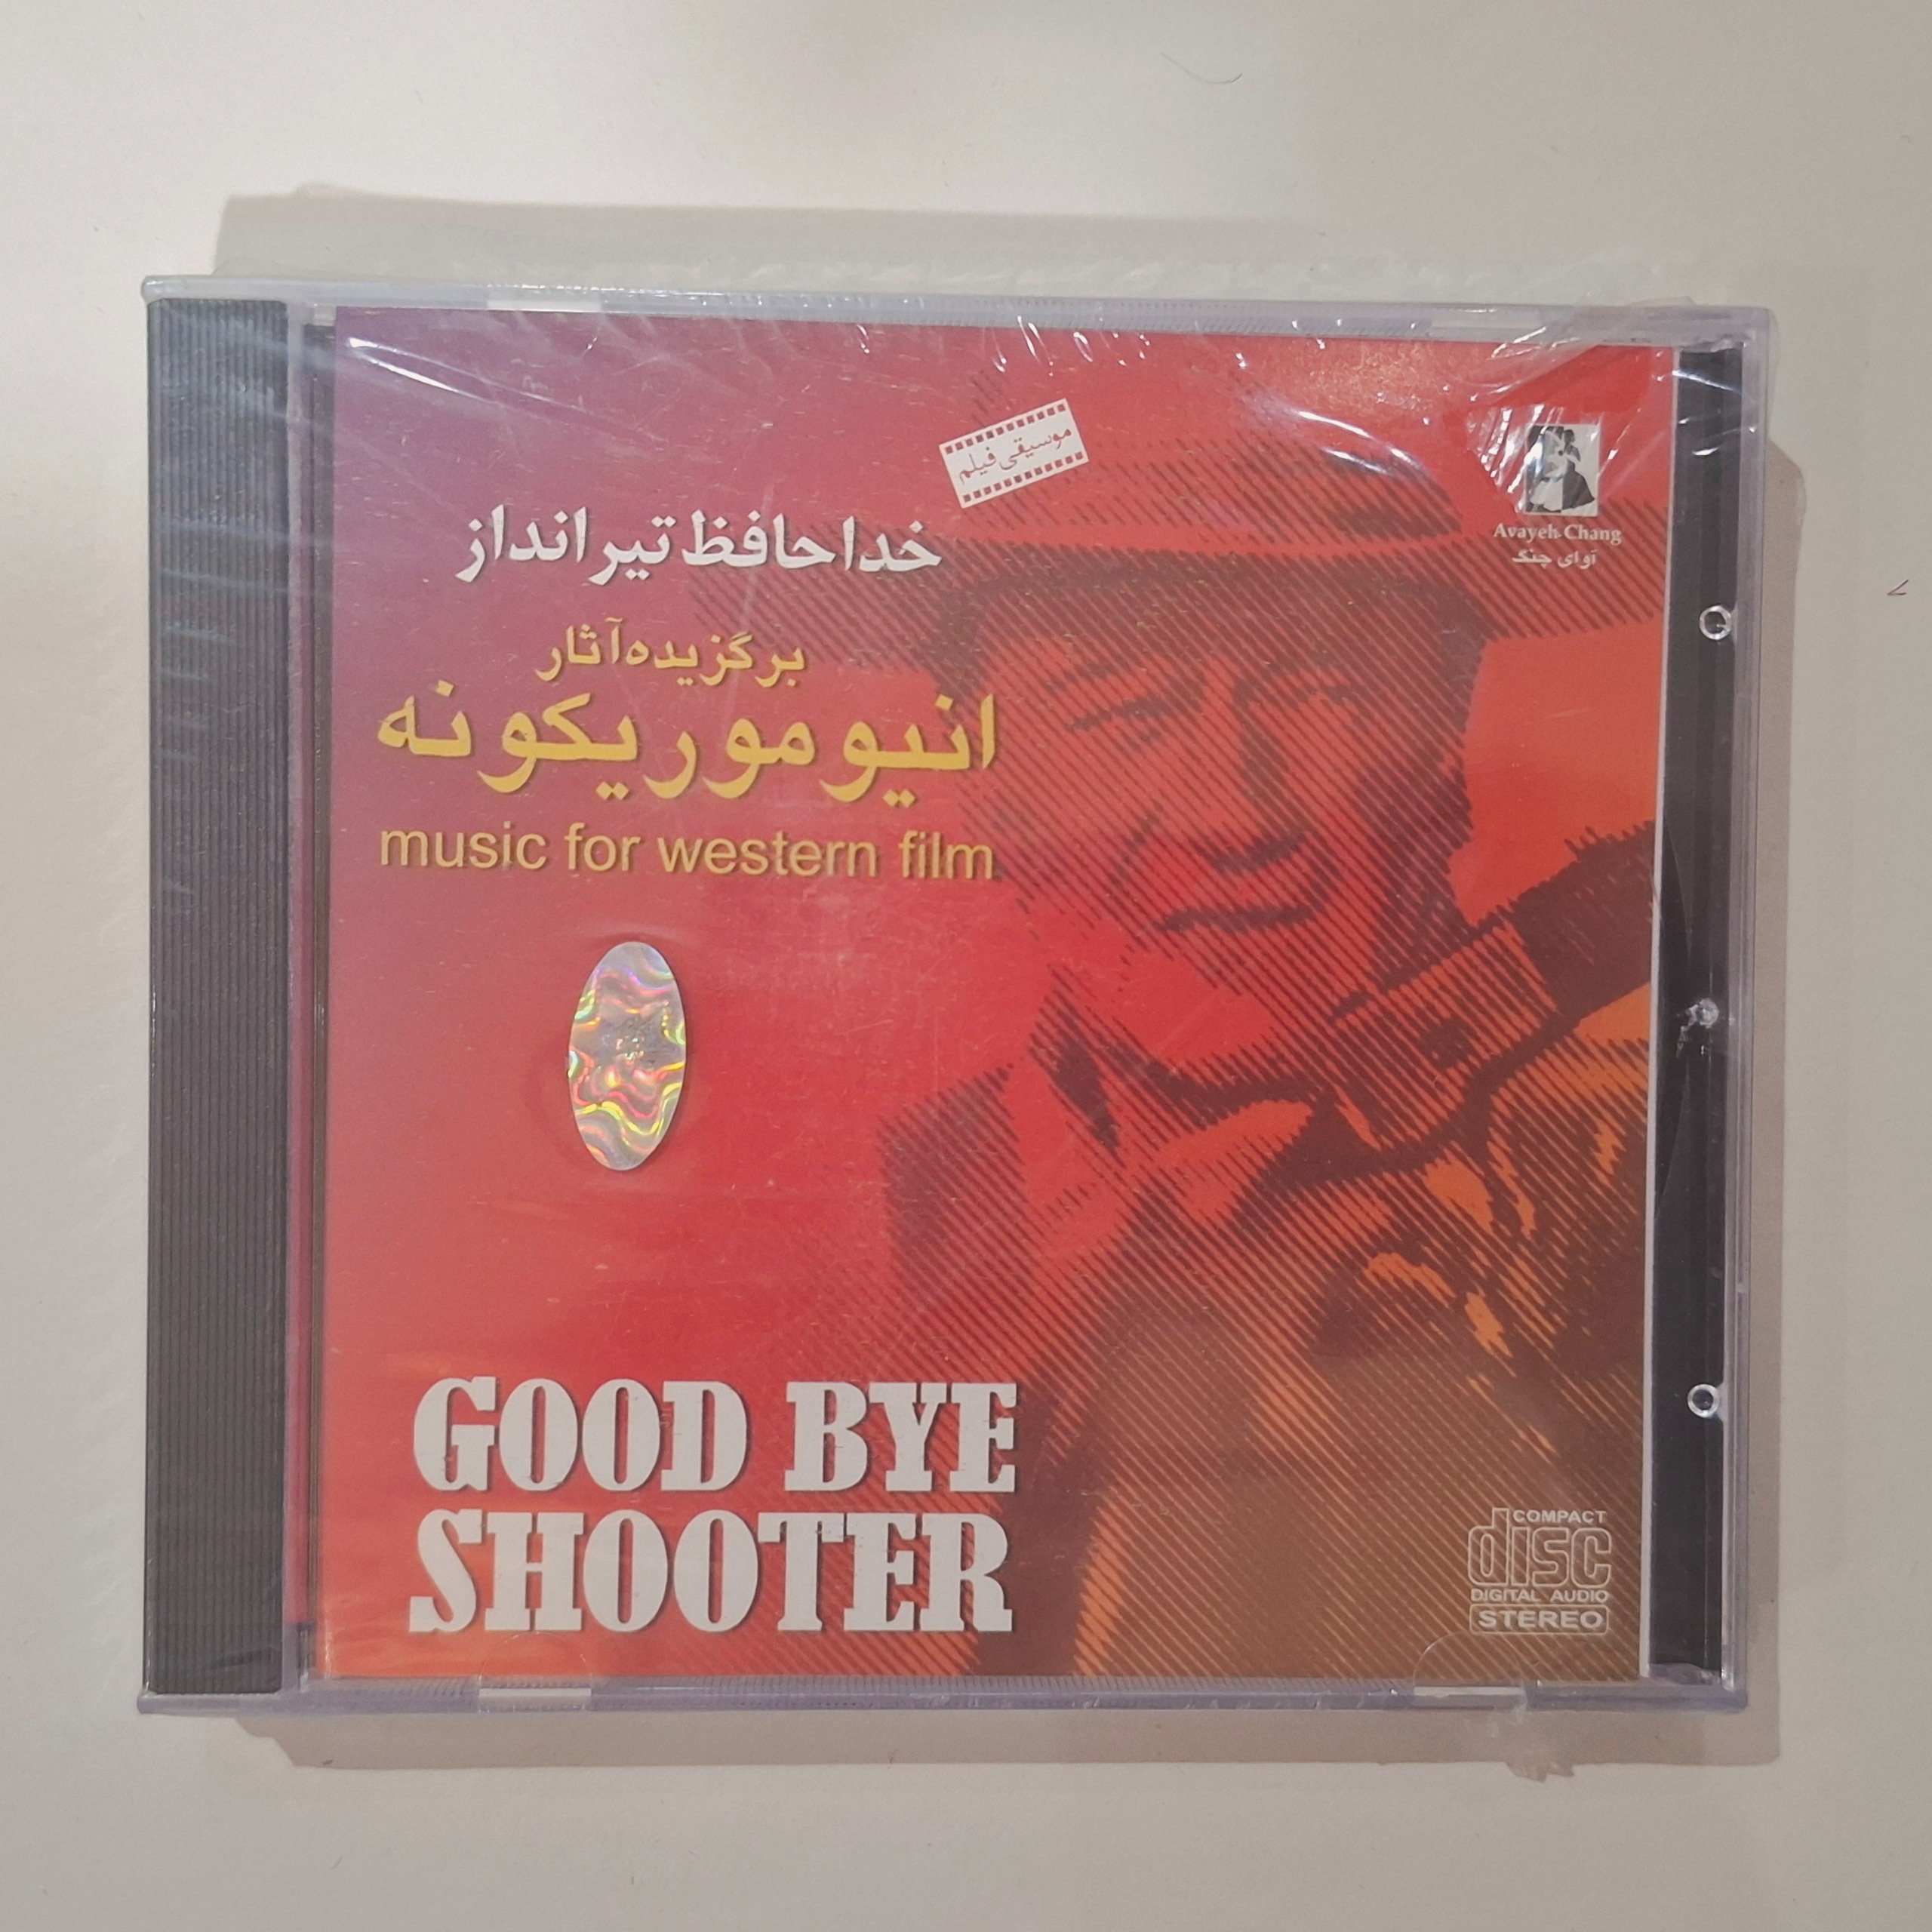 موسیقی فیلم
Avayeh Chang
آوای چنگ
خداحافظ تیرانداز
برگزیده آثار
انیو موریکونه
music for western film
GOOD BYE
SHOOTER
COMPACT
disc
DIGITAL AUDIO
STEREO